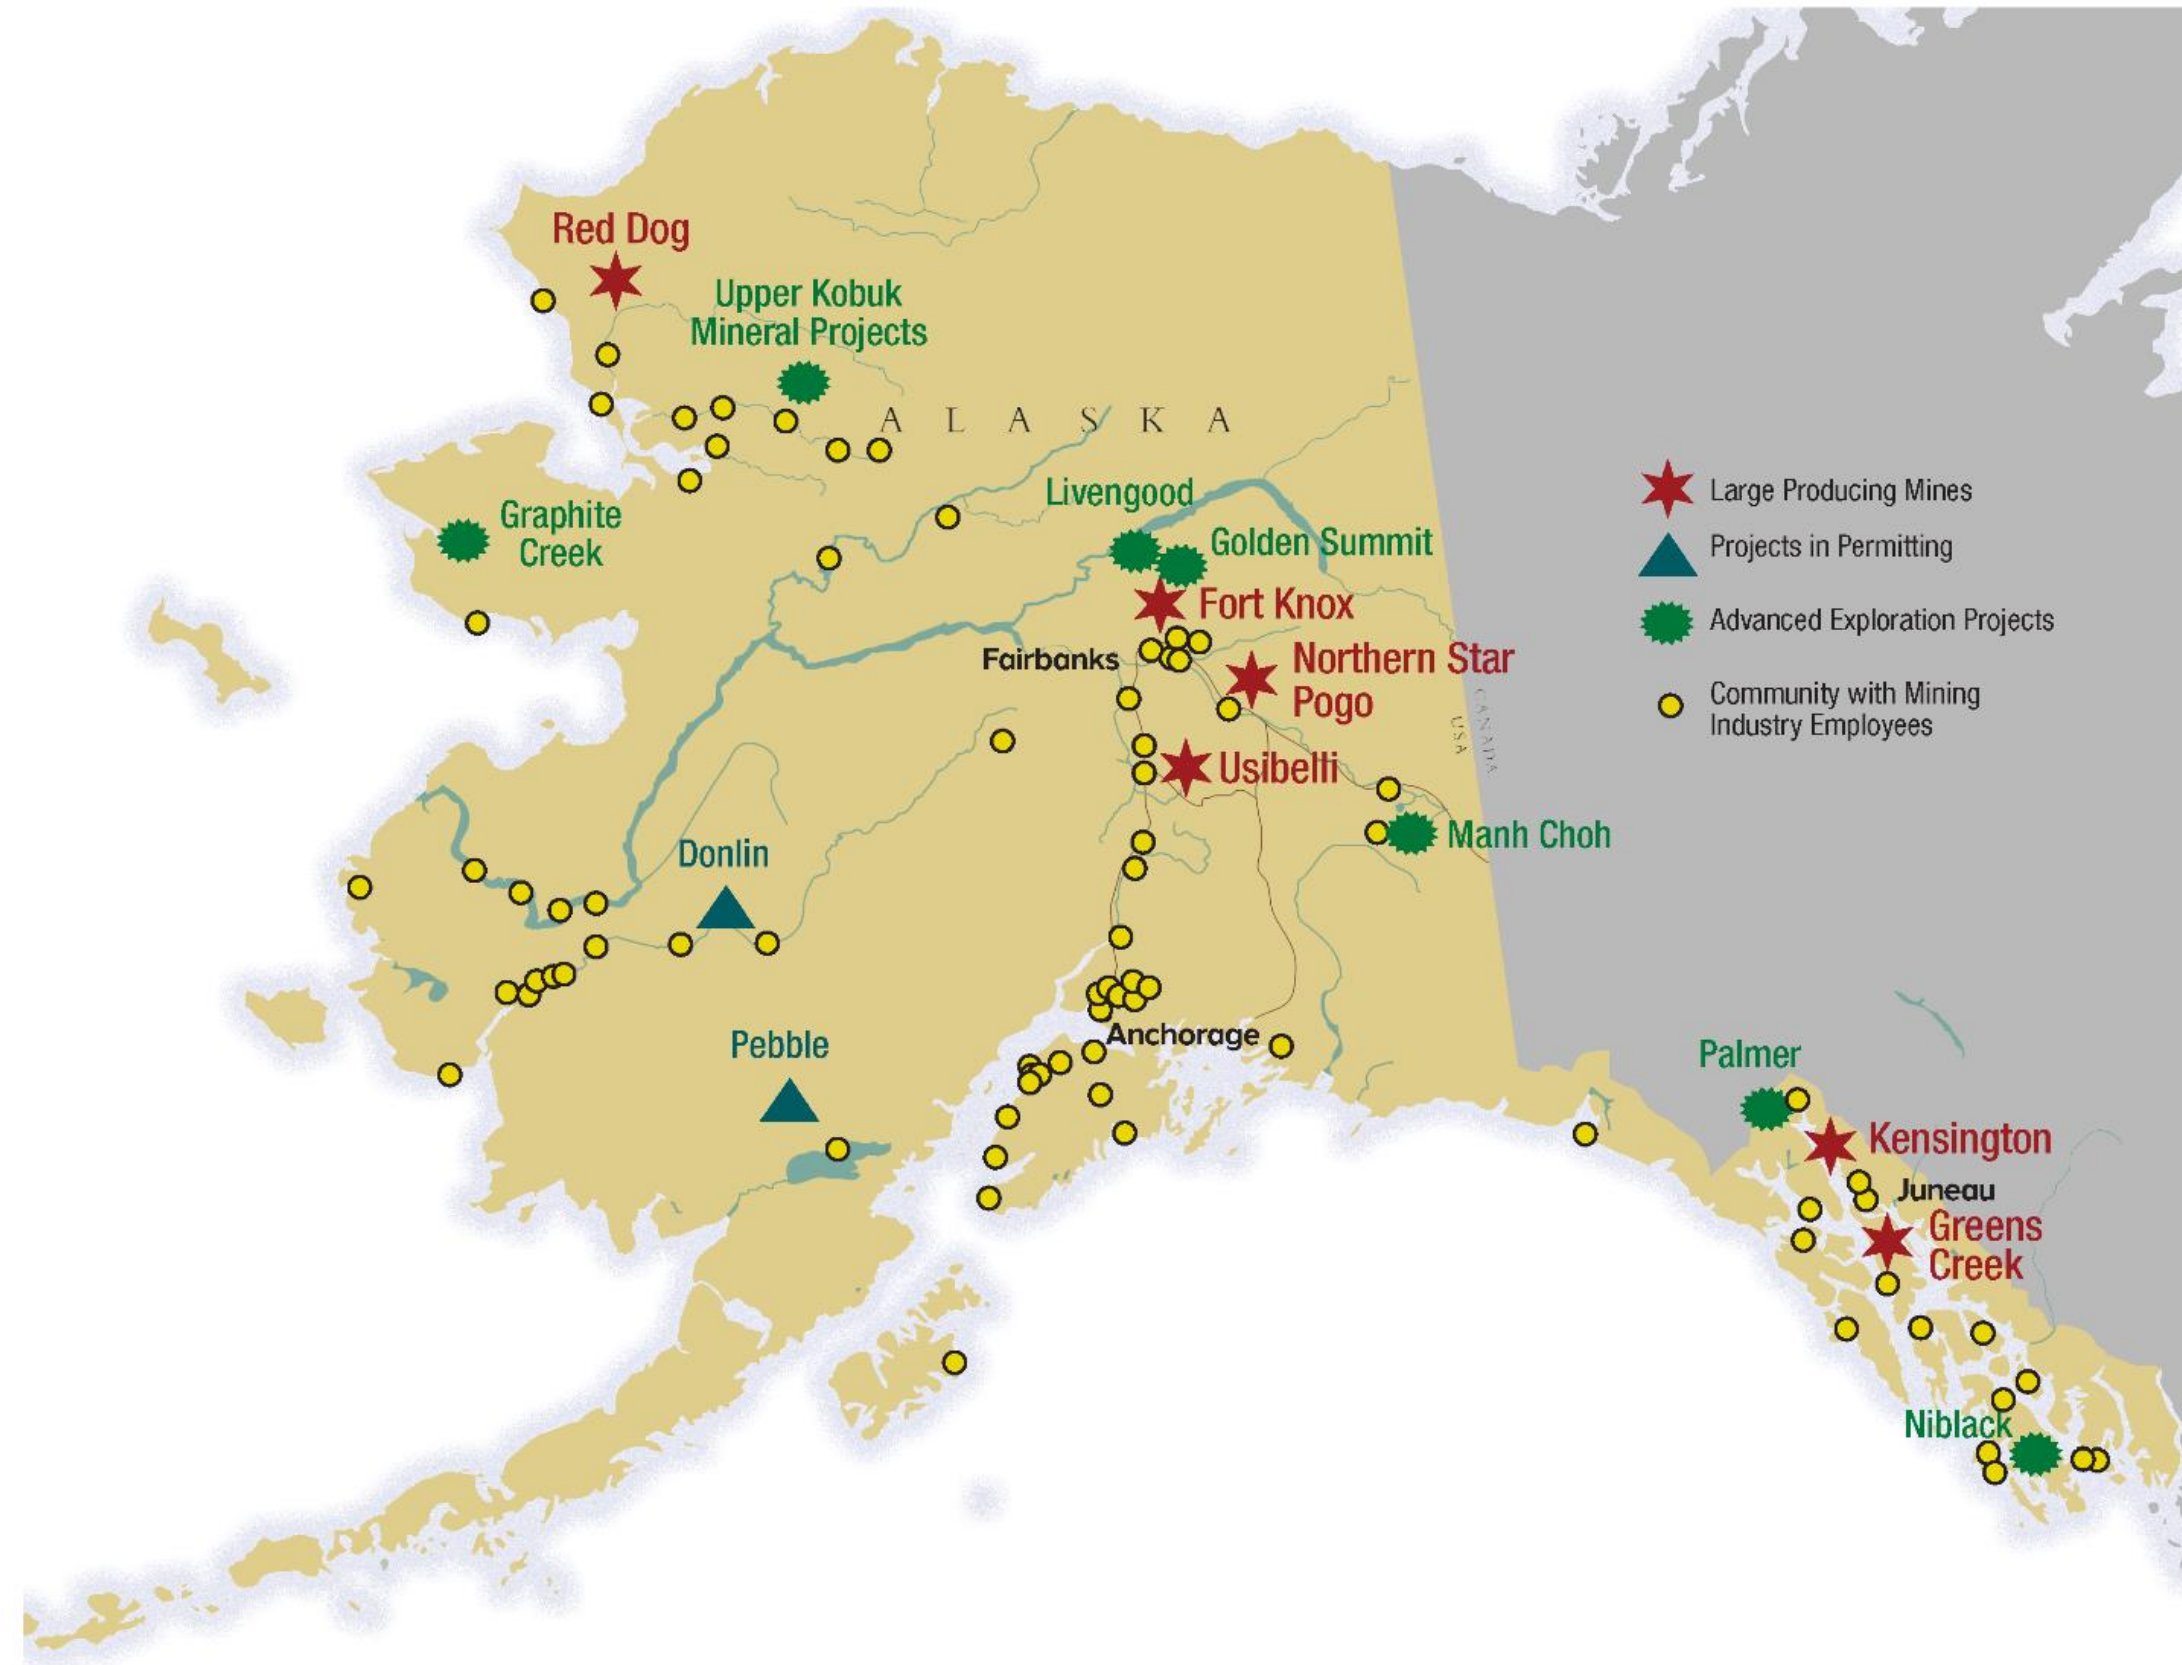 Red Dog
Upper Kobuk
Mineral Projects
ALASKA
Livengood
Graphite
Creek
Golden Summit
Fort Knox
Fairbanks
Northern Star
Pogo
Usibelli
CANADA
USA
Manh Choh
Donlin
Anchorage
Pebble
Palmer
Kensington
Juneau
Greens
Creek
Niblack
Large Producing Mines
Projects in Permitting
Advanced Exploration Projects
Community with Mining
Industry Employees